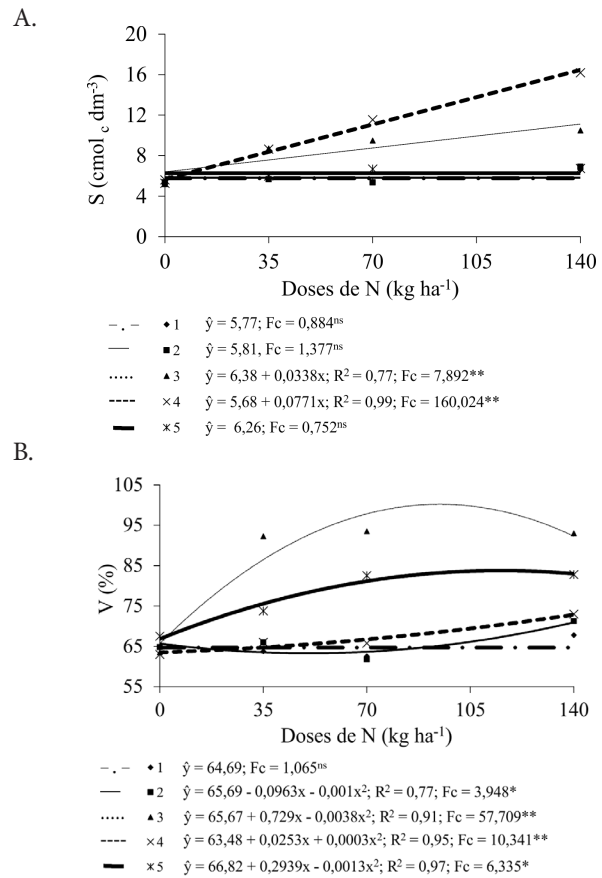 A.
20
16
12
8
4
0
S (cmol c dm-3)
0 35 70 105 140
Doses de N (kg ha-1)
1 ŷ = 5,77; Fc = 0,884ns
2 ŷ = 5,81, Fc = 1,377ns
3 ŷ = 6,38 + 0,0338x; R2 = 0,77; Fc = 7,892**
4 ŷ = 5,68 + 0,0771x; R2 = 0,99; Fc = 160,024**
5 ŷ = 6,26; Fc = 0,752ns
B.
105
95
85
75
65
55
V (%)
0 35 70 105 140
Doses de N (kg ha-1)
1 ŷ = 64,69; Fc = 1,065ns
2 ŷ = 65,69 - 0,0963x - 0,001x2; R2 = 0,77; Fc = 3,948*
3 ŷ = 65,67 + 0,729x - 0,0038x2; R2 = 0,91; Fc = 57,709**
4 ŷ = 63,48 + 0,0253x + 0,0003x2; R2 = 0,95; Fc = 10,341**
5 ŷ = 66,82 + 0,2939x - 0,0013x2; R2 = 0,97; Fc = 6,335*